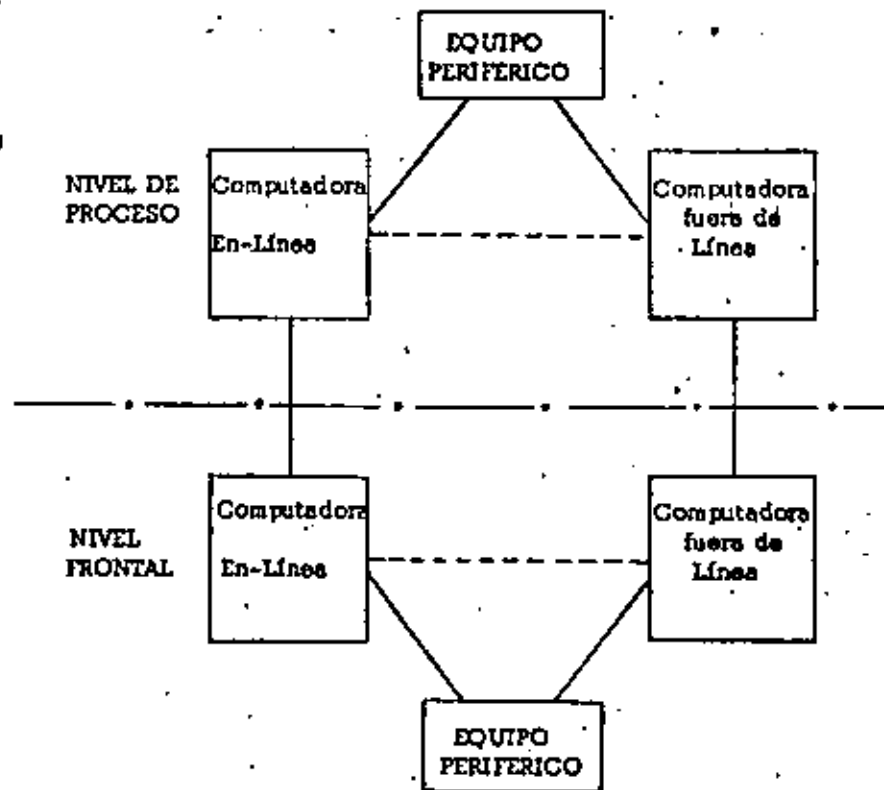 EQUIPO
PERIFÉRICO
NIVEL DE
PROCESO
Computadora
En-Línea
Computadora
fuera de
Línea
NIVEL
FRONTAL
Computadora
En-Línea
Computadora
fuera de
Línea
EQUIPO
PERIFERICO